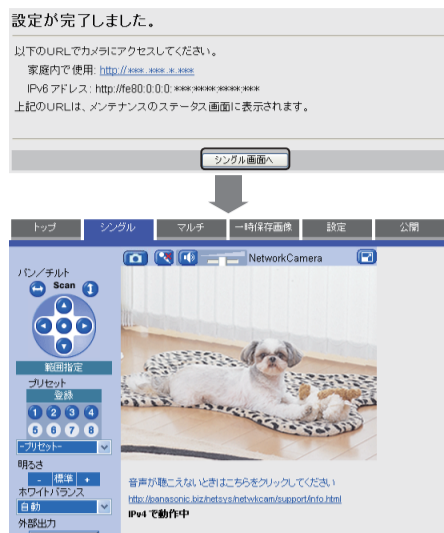 設定が完了しました。
以下のURLでカメラにアクセスしてください。
家庭内で使用: http://***.***.*.***
IPv6アドレス: http://fe80:0:0:0:***:****:****:***
上記のURLは、メンテナンスのステータス画面に表示されます。
シングル画面へ
トップ シングル マルチ 一時保存画像 設定 公開
NetworkCamera
パン/チルト
Scan
範囲指定
プリセット
登録
1 2 3 4
5 6 7 8
-プリセット-
明るさ
- 標準 +
ホワイトバランス
自動
外部出力
音声が聴こえないときはこちらをクリックしてください
http://panasonic.biz/netsys/netwkcam/support/info.html
IPv4で動作中